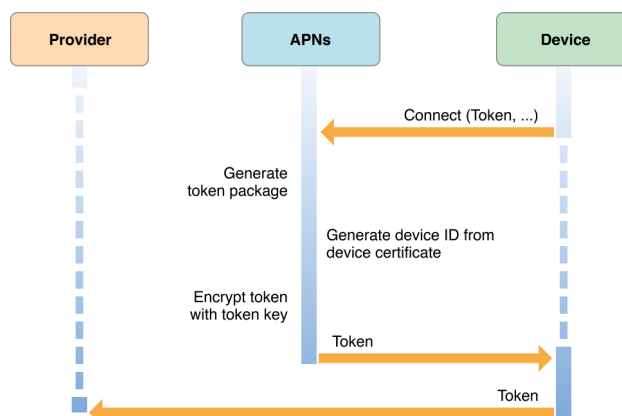 Provider
APNs
Device
Connect (Token, ...)
Generate
token package
Generate device ID from
device certificate
Encrypt token
with token key
Token
Token